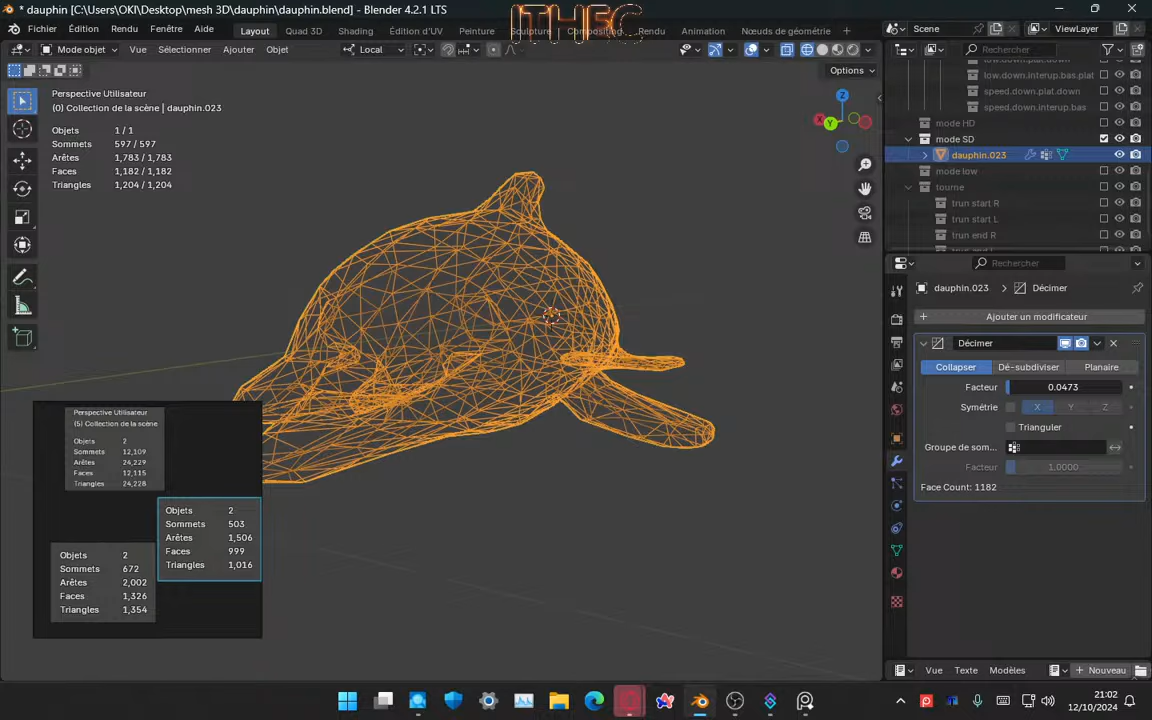 * dauphin [C:\Users\OKI\Desktop\mesh 3D\dauphin\dauphin.blend] - Blender 4.2.1 LTS
ITHEC
Fichier Édition Rendu Fenêtre Aide Layout Quad 3D Shading Édition d'UV Peinture Sculpture Compositing Rendu Animation Nœuds de géométrie + Scene ViewLayer
Mode objet Vue Sélectionner Ajouter Objet Local Rechercher
Options
Perspective Utilisateur
(0) Collection de la scène | dauphin.023
Objets 1 / 1
Sommets 597 / 597
Arêtes 1,783 / 1,783
Faces 1,182 / 1,182
Triangles 1,204 / 1,204
Z
X
Y
low.down.plat.down
low.down.interup.bas.plat
speed.down.plat.down
speed.down.interup.bas
mode HD
mode SD
dauphin.023
mode low
tourne
trun start R
trun start L
trun end R
Rechercher
dauphin.023 > Décimer
+ Ajouter un modificateur
Décimer
Collapser Dé-subdiviser Planaire
Facteur 0.0473
Symétrie X Y Z
Trianguler
Groupe de som...
Facteur 1.0000
Face Count: 1182
Perspective Utilisateur
(5) Collection de la scène
Objets 2
Sommets 12,109
Arêtes 24,229
Faces 12,115
Triangles 24,228
Objets 2
Sommets 503
Arêtes 1,506
Faces 999
Triangles 1,016
Objets 2
Sommets 672
Arêtes 2,002
Faces 1,326
Triangles 1,354
Vue Texte Modèles + Nouveau
21:02
12/10/2024